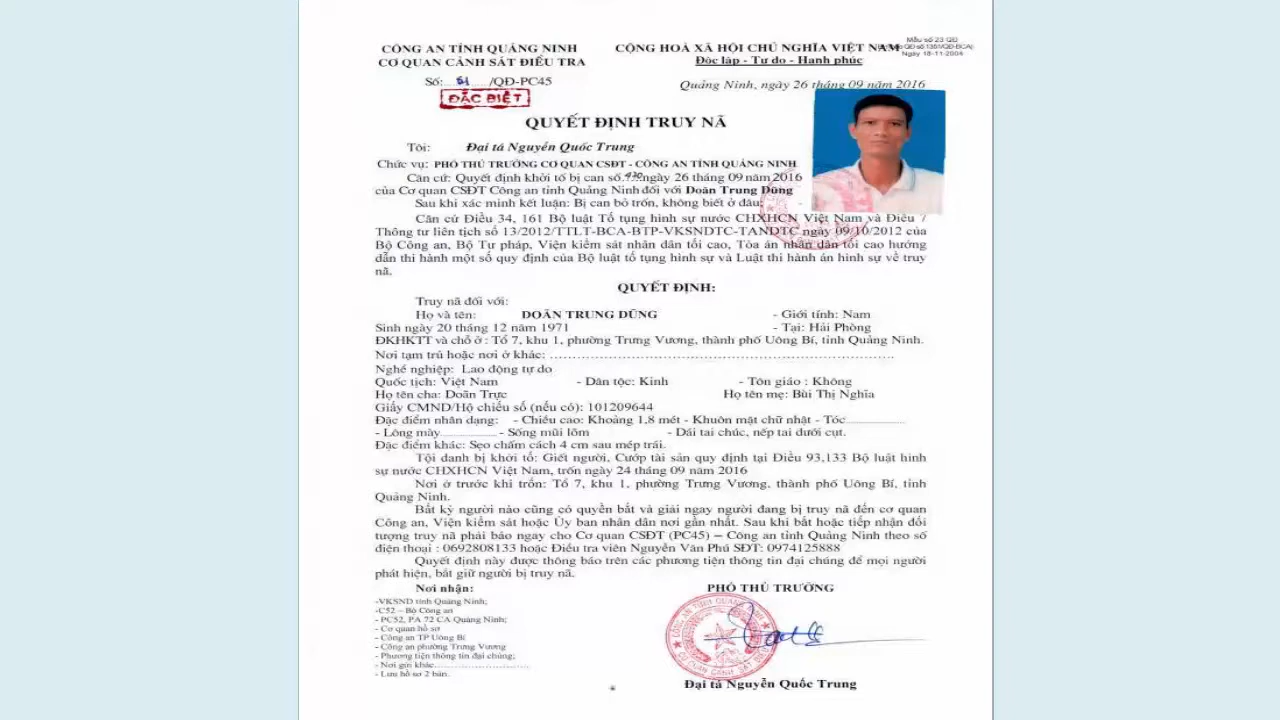 CÔNG AN TỈNH QUẢNG NINH
CƠ QUAN CẢNH SÁT ĐIỀU TRA
Số: 61 /QĐ-PC45
ĐẶC BIỆT
CỘNG HOÀ XÃ HỘI CHỦ NGHĨA VIỆT NAM
Độc lập - Tự do - Hạnh phúc
Mẫu số 23 QĐ
QĐ số 1351/QĐ-BCA)
Ngày 18-11-2004
Quảng Ninh, ngày 26 tháng 09 năm 2016
QUYẾT ĐỊNH TRUY NÃ
Tôi: Đại tá Nguyễn Quốc Trung
Chức vụ: PHÓ THỦ TRƯỞNG CƠ QUAN CSĐT - CÔNG AN TỈNH QUẢNG NINH
Căn cứ: Quyết định khởi tố bị can số ngày 26 tháng 09 năm 2016
của Cơ quan CSĐT Công an tỉnh Quảng Ninh đối với Doãn Trung Dũng
Sau khi xác minh kết luận: Bị can bỏ trốn, không biết ở đâu;
Căn cứ Điều 34, 161 Bộ luật Tố tụng hình sự nước CHXHCN Việt Nam và Điều 7
Thông tư liên tịch số 13/2012/TTLT-BCA-BTP-VKSNDTC-TANDTC ngày 09/10/2012 của
Bộ Công an, Bộ Tư pháp, Viện kiểm sát nhân dân tối cao, Tòa án nhân dân tối cao hướng
dẫn thi hành một số quy định của Bộ luật tố tụng hình sự và Luật thi hành án hình sự về truy
nã.
QUYẾT ĐỊNH:
Truy nã đối với:
Họ và tên: DOÃN TRUNG DŨNG - Giới tính: Nam
Sinh ngày 20 tháng 12 năm 1971 - Tại: Hải Phòng
ĐKHKTT và chỗ ở : Tổ 7, khu 1, phường Trưng Vương, thành phố Uông Bí, tỉnh Quảng Ninh.
Nơi tạm trú hoặc nơi ở khác: ........................
Nghề nghiệp: Lao động tự do
Quốc tịch: Việt Nam - Dân tộc: Kinh - Tôn giáo : Không
Họ tên cha: Doãn Trực Họ tên mẹ: Bùi Thị Nghĩa
Giấy CMND/Hộ chiếu số (nếu có): 101209644
Đặc điểm nhân dạng: - Chiều cao: Khoảng 1,8 mét - Khuôn mặt chữ nhật - Tóc...............
- Lông mày............... - Sống mũi lõm - Dái tai chúc, nếp tai dưới cụt.
Đặc điểm khác: Sẹo chấm cách 4 cm sau mép trái.
Tội danh bị khởi tố: Giết người, Cướp tài sản quy định tại Điều 93,133 Bộ luật hình
sự nước CHXHCN Việt Nam, trốn ngày 24 tháng 09 năm 2016
Nơi ở trước khi trốn: Tổ 7, khu 1, phường Trưng Vương, thành phố Uông Bí, tỉnh
Quảng Ninh.
Bất kỳ người nào cũng có quyền bắt và giải ngay người đang bị truy nã đến cơ quan
Công an, Viện kiểm sát hoặc Ủy ban nhân dân nơi gần nhất. Sau khi bắt hoặc tiếp nhận đối
tượng truy nã phải báo ngay cho Cơ quan CSĐT (PC45) – Công an tỉnh Quảng Ninh theo số
điện thoại : 0692808133 hoặc Điều tra viên Nguyễn Văn Phú SĐT: 0974125888
Quyết định này được thông báo trên các phương tiện thông tin đại chúng để mọi người
phát hiện, bắt giữ người bị truy nã.
Nơi nhận:
-VKSND tỉnh Quảng Ninh;
-C52 – Bộ Công an
- PC52, PA 72 CA Quảng Ninh;
- Cơ quan hồ sơ
- Công an TP Uông Bí
- Công an phường Trưng Vương
- Phương tiện thông tin đại chúng;
- Nơi gửi khác........................
- Lưu hồ sơ 2 bản.
PHÓ THỦ TRƯỞNG
Đại tá Nguyễn Quốc Trung